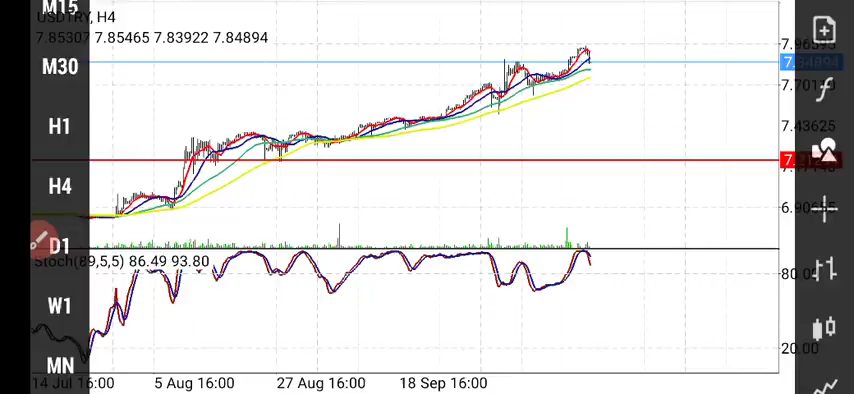 M15
USDTRY, H4
7.85307 7.85465 7.83922 7.84894
M30
H1
H4
D1
W1
MN
7.84894
7.43625
Stoch(89,5,5) 86.49 93.80
80.00
20.00
14 Jul 16:00
5 Aug 16:00
27 Aug 16:00
18 Sep 16:00